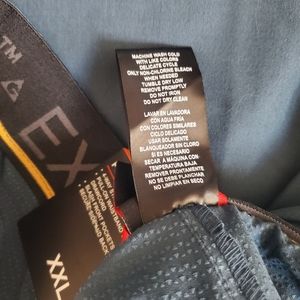 MACHINE WASH COLD
WITH LIKE COLORS
DELICATE CYCLE
ONLY NON-CHLORINE BLEACH
WHEN NEEDED
TUMBLE DRY LOW
REMOVE PROMPTLY
DO NOT IRON
DO NOT DRY CLEAN
LAVAR EN LAVADORA
CON AGUA FRÍA
CON COLORES SIMILARES
CICLO DELICADO
USAR SOLAMENTE
BLANQUEADOR SIN CLORO
SI ES NECESARIO
SECAR A MÁQUINA CON
TEMPERATURA BAJA
REMOVER PRONTAMENTE
NO PLANCHAR
NO LIMPIAR EN SECO
TM
EX
XXL